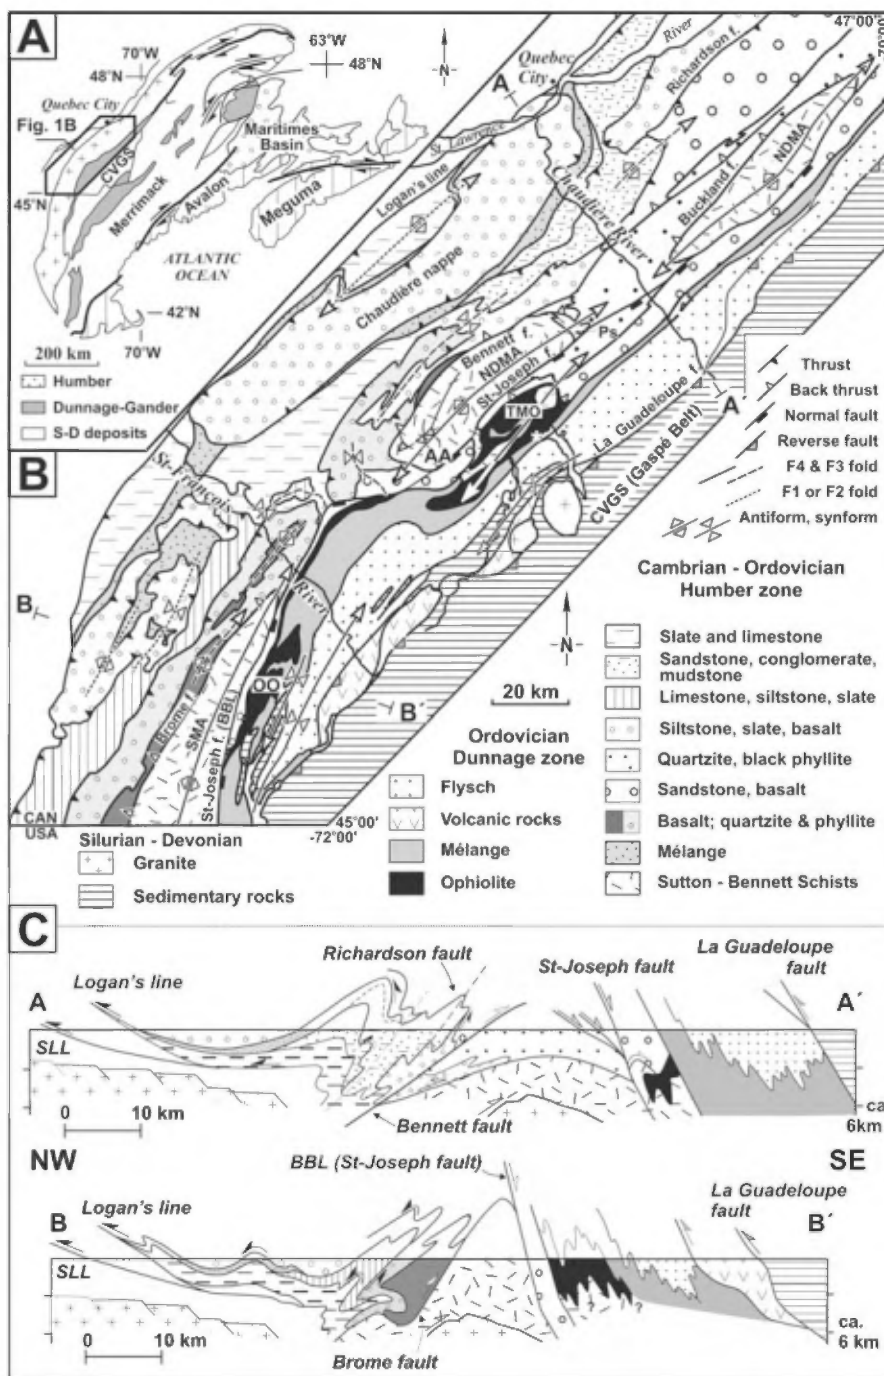 A
70°W
48°N
63°W
48°N
Quebec City
Fig. 1B
45°N
CVGS
Merrimack
Avalon
Maritimes
Basin
Meguma
ATLANTIC
OCEAN
42°N
70°W
200 km
Humber
Dunnage-Gander
S-D deposits
N
Quebec
City
A
River
Richardson f.
47°00'
St
Lawrence
Logan's line
Chaudière River
Chaudière nappe
Buckland f.
NDMA
Bennett f.
NDMA
St-Joseph f.
Ps
TMO
AA
La Guadeloupe f.
A'
CVGS (Gaspé Belt)
B
St-François
River
B
Brome f.
SMA
St-Joseph f. (BBL)
OO
B'
CAN
USA
45°00'
-72°00'
N
20 km
Thrust
Back thrust
Normal fault
Reverse fault
F4 & F3 fold
F1 or F2 fold
Antiform, synform
Cambrian - Ordovician
Humber zone
Slate and limestone
Sandstone, conglomerate,
mudstone
Limestone, siltstone, slate
Siltstone, slate, basalt
Quartzite, black phyllite
Sandstone, basalt
Basalt; quartzite & phyllite
Mélange
Sutton - Bennett Schists
Ordovician
Dunnage zone
Flysch
Volcanic rocks
Mélange
Ophiolite
Silurian - Devonian
Granite
Sedimentary rocks
C
Richardson fault
La Guadeloupe
fault
St-Joseph fault
Logan's line
A
A´
SLL
0 10 km
Bennett fault
ca.
6km
NW
SE
BBL (St-Joseph fault)
Logan's line
La Guadeloupe
fault
B
B´
SLL
? ?
0 10 km
Brome fault
ca.
6 km